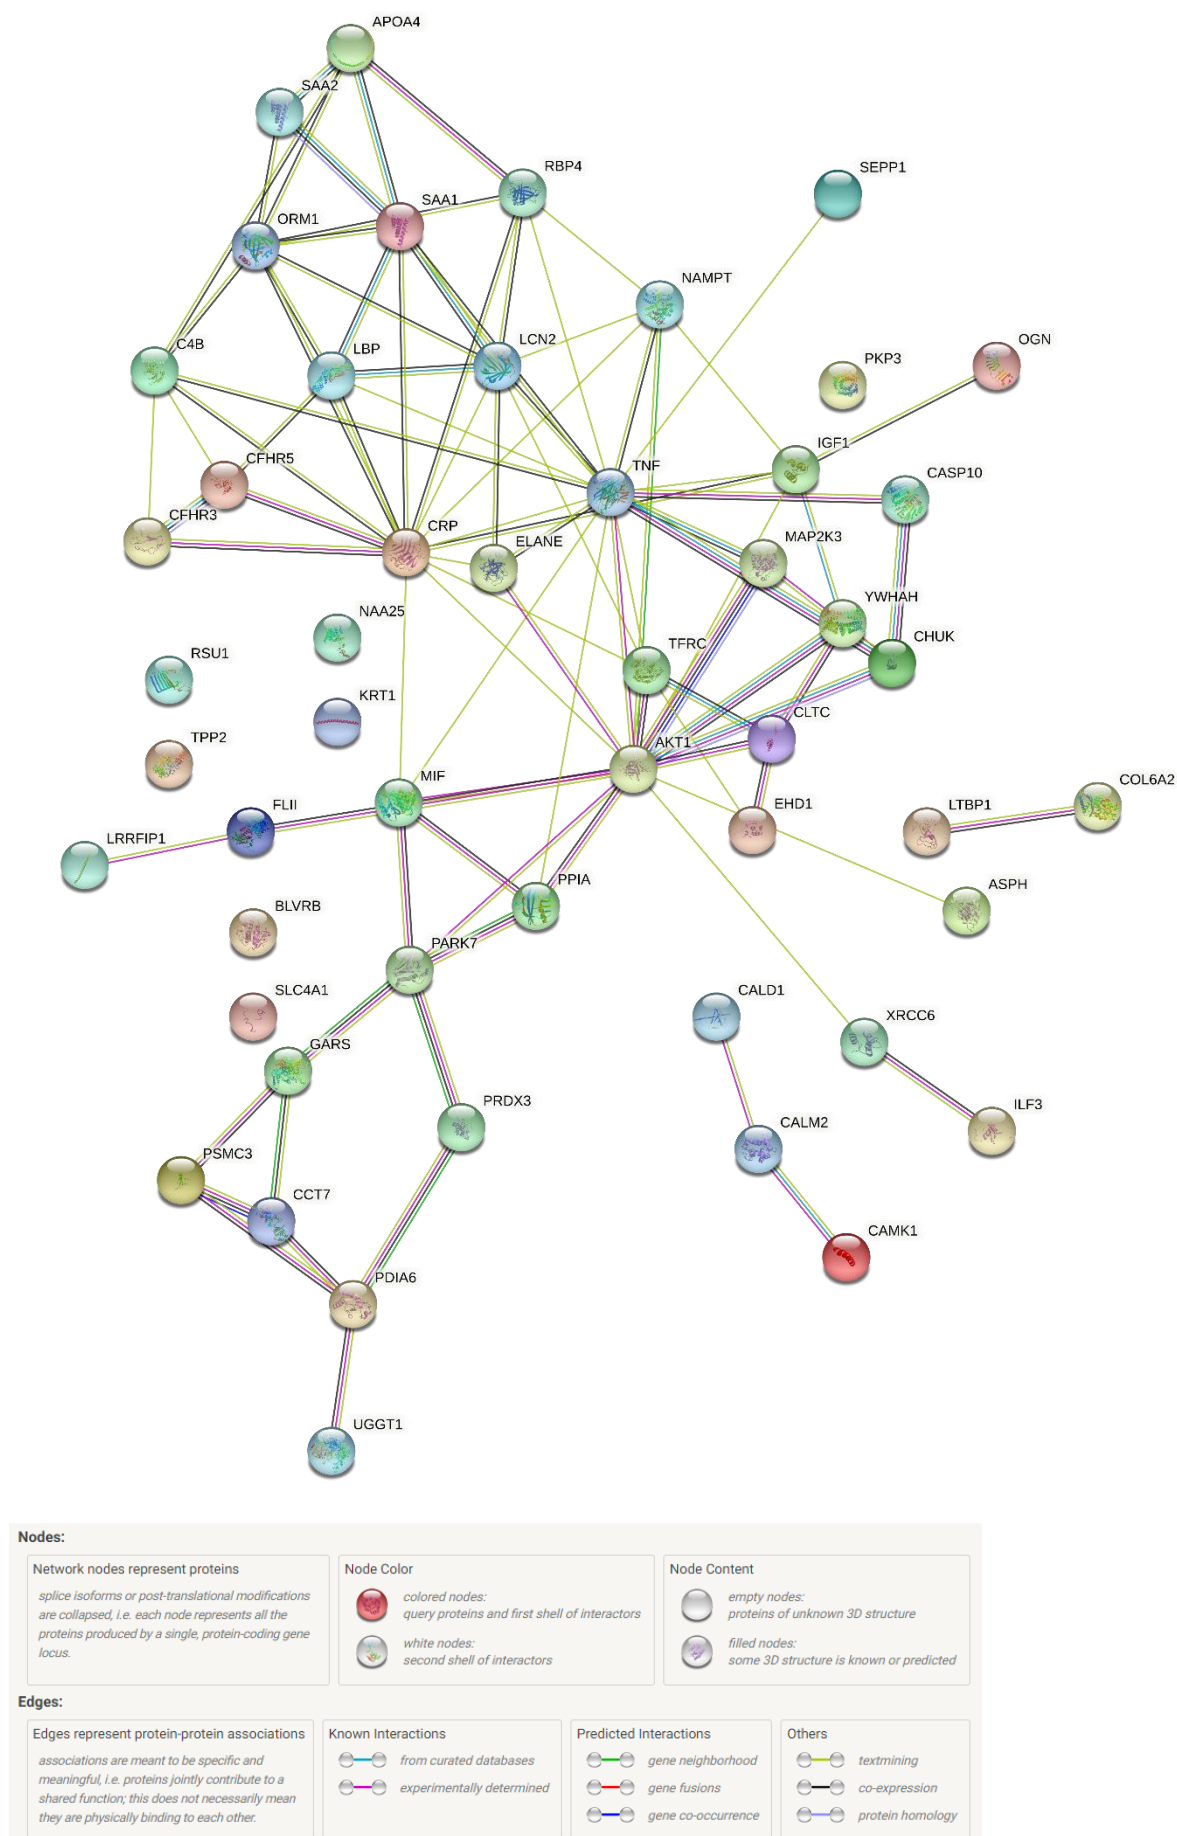 APOA4
SAA2
RBP4
SEPP1
SAA1
ORM1
NAMPT
C4B
LBP
LCN2
PKP3
OGN
IGF1
CFHR5
TNF
CASP10
CFHR3
CRP
ELANE
MAP2K3
YWHAH
NAA25
TFRC
CHUK
RSU1
KRT1
CLTC
TPP2
AKT1
MIF
COL6A2
FLII
EHD1
LTBP1
LRRFIP1
PPIA
ASPH
BLVRB
PARK7
SLC4A1
CALD1
XRCC6
GARS
PRDX3
ILF3
CALM2
PSMC3
CCT7
CAMK1
PDIA6
UGGT1
Nodes:
Network nodes represent proteins
splice isoforms or post-translational modifications
are collapsed, i.e. each node represents all the
proteins produced by a single, protein-coding gene
locus.
Node Color
colored nodes:
query proteins and first shell of interactors
white nodes:
second shell of interactors
Node Content
empty nodes:
proteins of unknown 3D structure
filled nodes:
some 3D structure is known or predicted
Edges:
Edges represent protein-protein associations
associations are meant to be specific and
meaningful, i.e. proteins jointly contribute to a
shared function; this does not necessarily mean
they are physically binding to each other.
Known Interactions
from curated databases
experimentally determined
Predicted Interactions
gene neighborhood
gene fusions
gene co-occurrence
Others
textmining
co-expression
protein homology